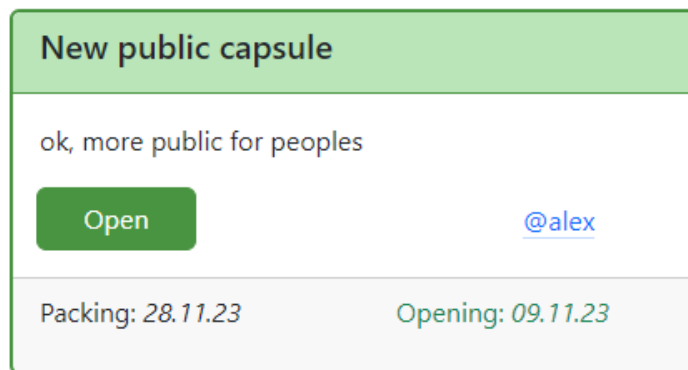 New public capsule
ok, more public for peoples
Open
@alex
Packing: 28.11.23
Opening: 09.11.23